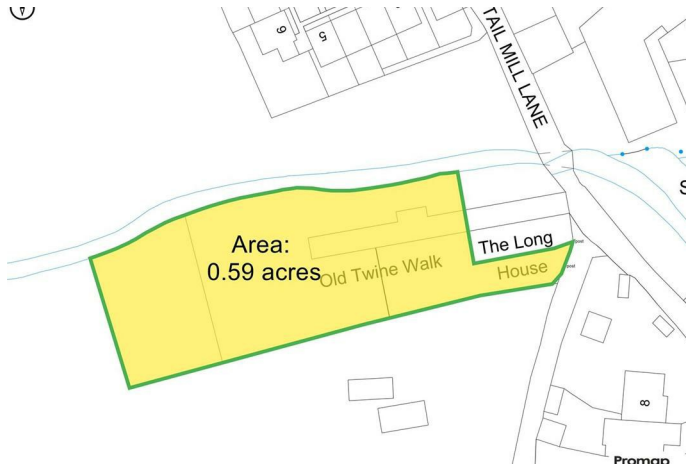 9
5
TAIL MILL LANE
Area:
0.59 acres
Old Twine Walk
The Long
House
S
8
Promap